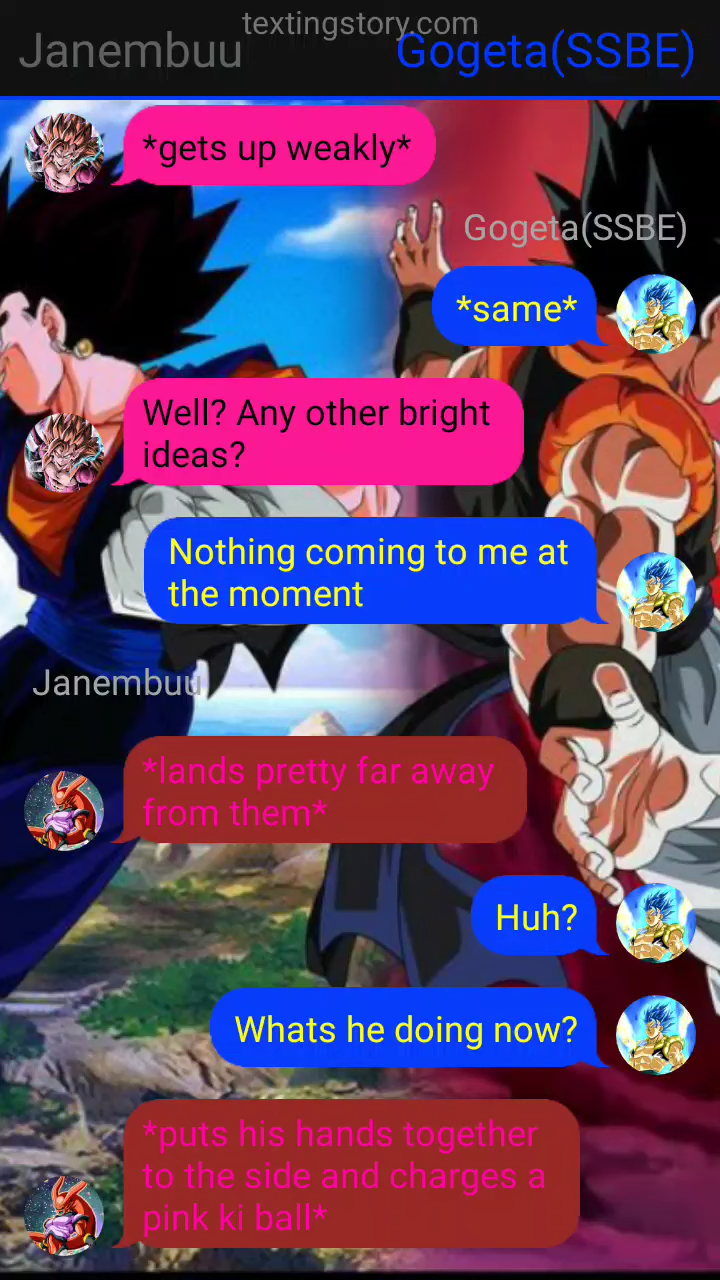 textingstory.com
Janembuu
Gogeta(SSBE)
*gets up weakly*
Gogeta(SSBE)
*same*
Well? Any other bright
ideas?
Nothing coming to me at
the moment
Janembuu
*lands pretty far away
from them*
Huh?
Whats he doing now?
*puts his hands together
to the side and charges a
pink ki ball*